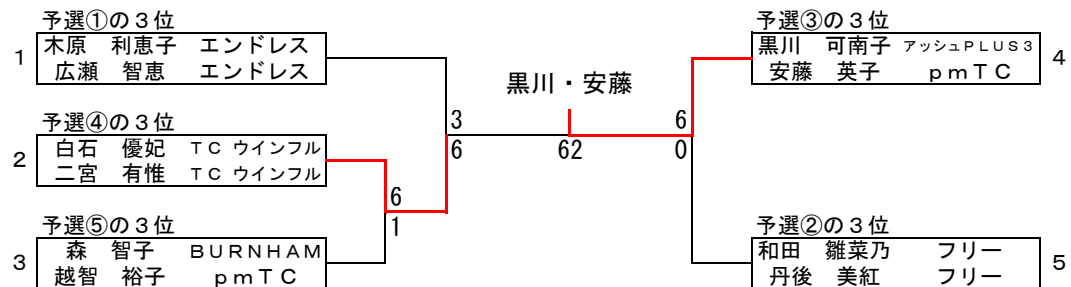 予選①の３位
1
木原　利恵子　エンドレス
広瀬　智恵　エンドレス
予選④の３位
2
白石　優妃　ＴＣ ウインフル
二宮　有惟　ＴＣ ウインフル
予選⑤の３位
3
森　智子　ＢＵＲＮＨＡＭ
越智　裕子　ｐｍＴＣ
6
1
3
6
黒川・安藤
62
6
0
予選③の３位
黒川　可南子　アッシュＰＬＵＳ３
安藤　英子　ｐｍＴＣ
4
予選②の３位
和田　雛菜乃　フリー
丹後　美紅　フリー
5